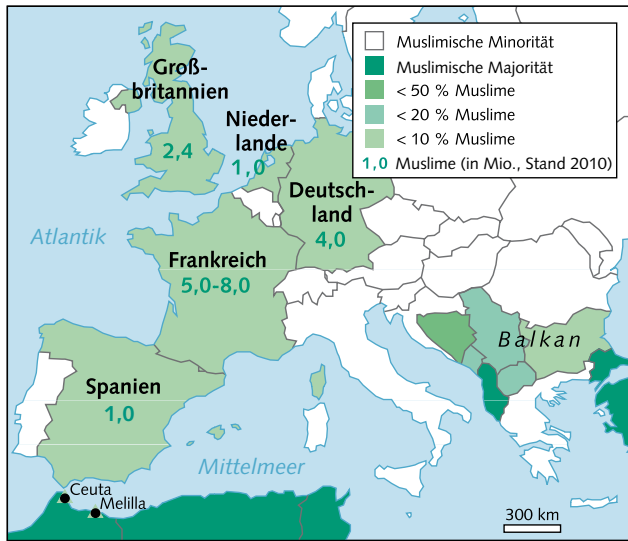 Muslimische Minorität
Muslimische Majorität
< 50 % Muslime
< 20 % Muslime
< 10 % Muslime
1,0 Muslime (in Mio., Stand 2010)
Groß-
britannien
2,4
Nieder-
lande
1,0
Deutsch-
land
4,0
Atlantik
Frankreich
5,0-8,0
Balkan
Spanien
1,0
Mittelmeer
Ceuta
Melilla
300 km